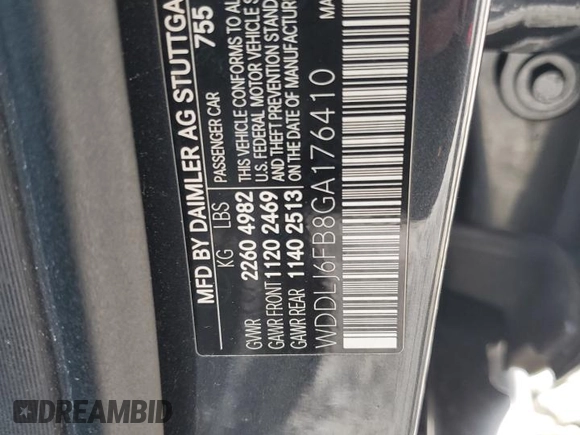 MFD BY DAIMLER AG STUTTGA
755
PASSENGER CAR
KG LBS
GVWR 2260 4982
GAWR FRONT 1120 2469
GAWR REAR 1140 2513
THIS VEHICLE CONFORMS TO AL
U.S. FEDERAL MOTOR VEHICLE S
AND THEFT PREVENTION STAN
ON THE DATE OF MANUFACTUR
WDDLJ6FB8GA176410
MA
DREAMBID